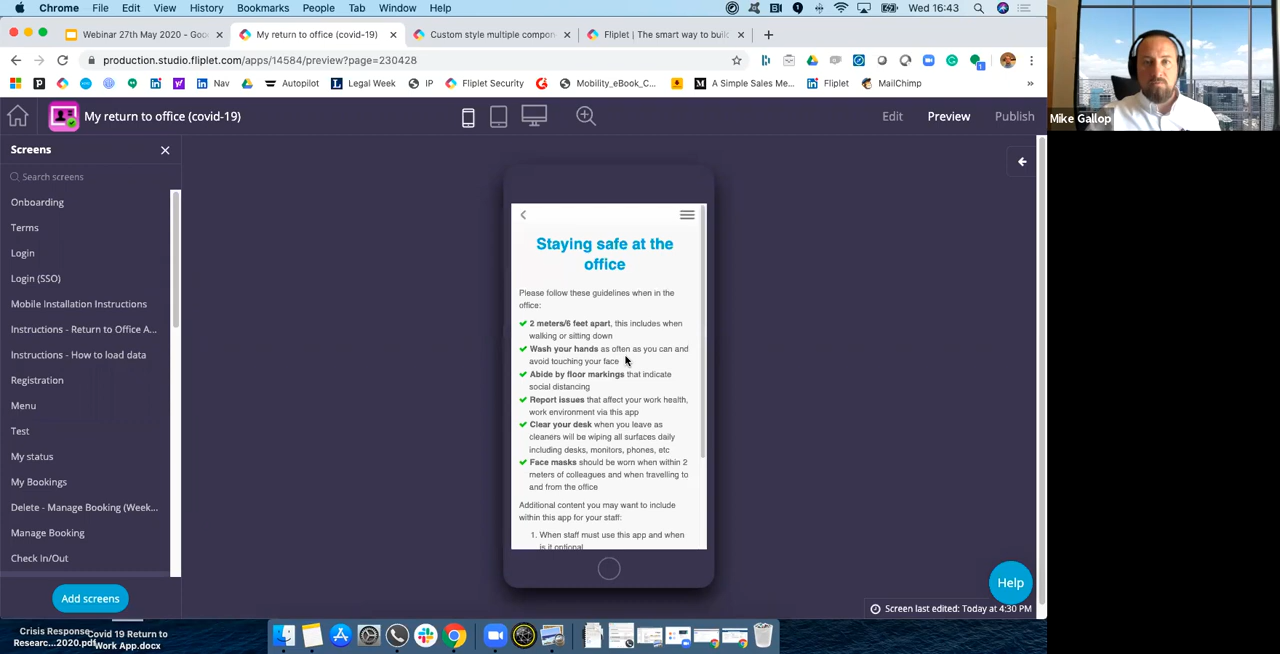 Chrome File Edit View History Bookmarks People Tab Window Help
Wed 16:43
Webinar 27th May 2020 - Goo
My return to office (covid-19)
Custom style multiple compon
Fliplet | The smart way to buil
production.studio.fliplet.com/apps/14584/preview?page=230428
Nav
Autopilot
Legal Week
IP
Fliplet Security
Mobility_eBook_C...
A Simple Sales Me...
Fliplet
MailChimp
»
My return to office (covid-19)
Edit
Preview
Publish
Mike Gallop
Screens
Search screens
Onboarding
Terms
Login
Login (SSO)
Mobile Installation Instructions
Instructions - Return to Office A...
Instructions - How to load data
Registration
Menu
Test
My status
My Bookings
Delete - Manage Booking (Week...
Manage Booking
Check In/Out
Add screens
Staying safe at the
office
Please follow these guidelines when in the
office:
2 meters/6 feet apart, this includes when
walking or sitting down
Wash your hands as often as you can and
avoid touching your face
Abide by floor markings that indicate
social distancing
Report issues that affect your work health,
work environment via this app
Clear your desk when you leave as
cleaners will be wiping all surfaces daily
including desks, monitors, phones, etc
Face masks should be worn when within 2
meters of colleagues and when travelling to
and from the office
Additional content you may want to include
within this app for your staff:
1. When staff must use this app and when
is it optional
Help
Screen last edited: Today at 4:30 PM
Crisis Response
Researc...2020.pdf
Covid 19 Return to
Work App.docx